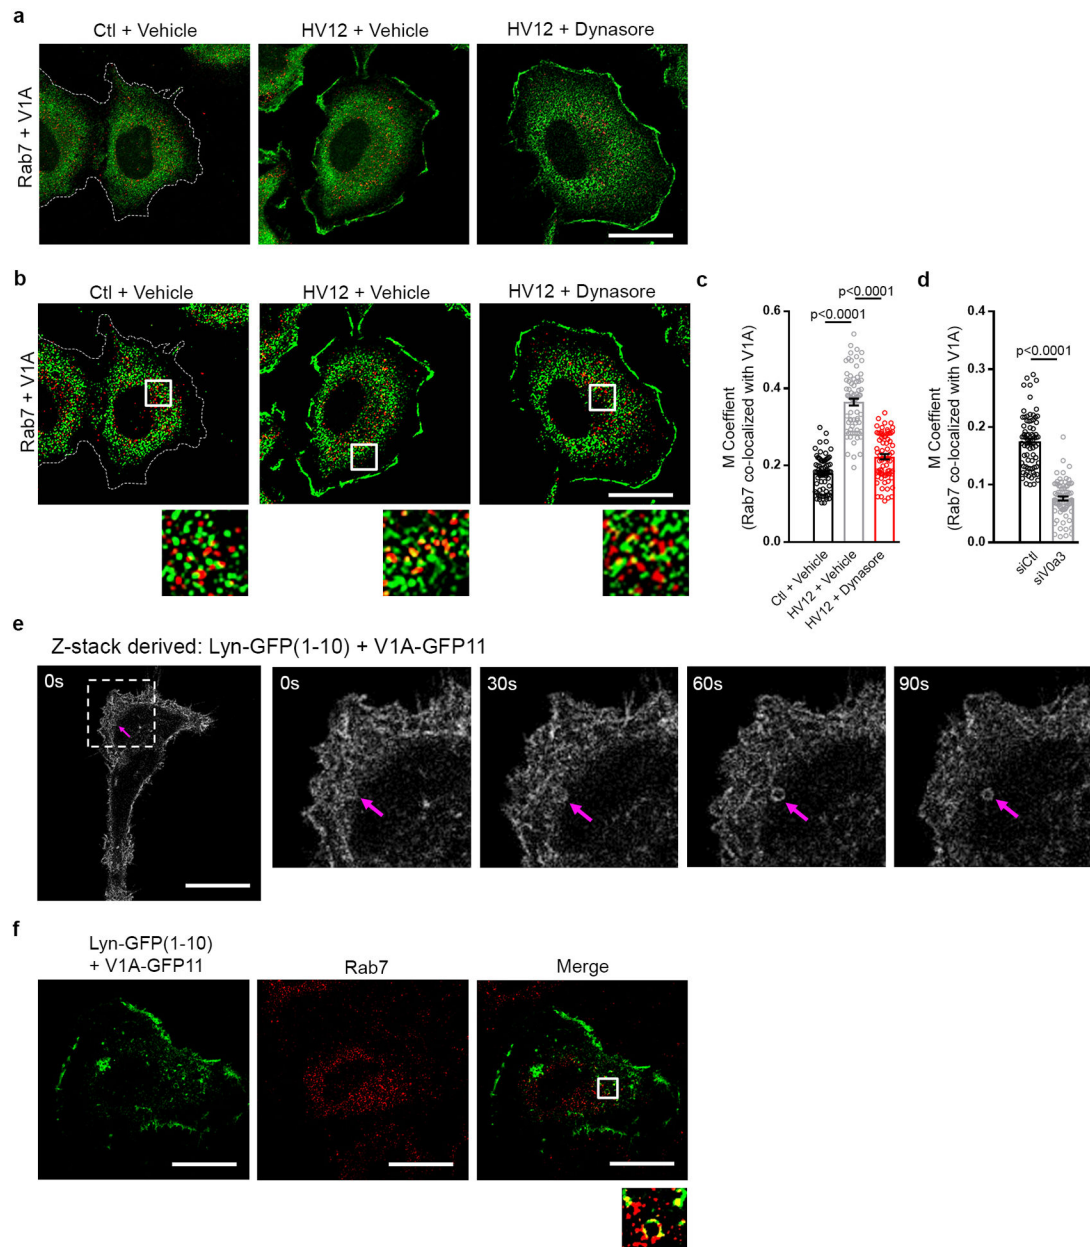 a
Ctl + Vehicle
HV12 + Vehicle
HV12 + Dynasore
Rab7 + V1A
b
Ctl + Vehicle
HV12 + Vehicle
HV12 + Dynasore
Rab7 + V1A
c
p<0.0001
p<0.0001
M Coeffient
(Rab7 co-localized with V1A)
0.6
0.4
0.2
0.0
Ctl + Vehicle
HV12 + Vehicle
HV12 + Dynasore
d
p<0.0001
M Coeffient
(Rab7 co-localized with V1A)
0.4
0.3
0.2
0.1
0.0
siCtl
siV0a3
e
Z-stack derived: Lyn-GFP(1-10) + V1A-GFP11
0s
0s
30s
60s
90s
f
Lyn-GFP(1-10)
+ V1A-GFP11
Rab7
Merge